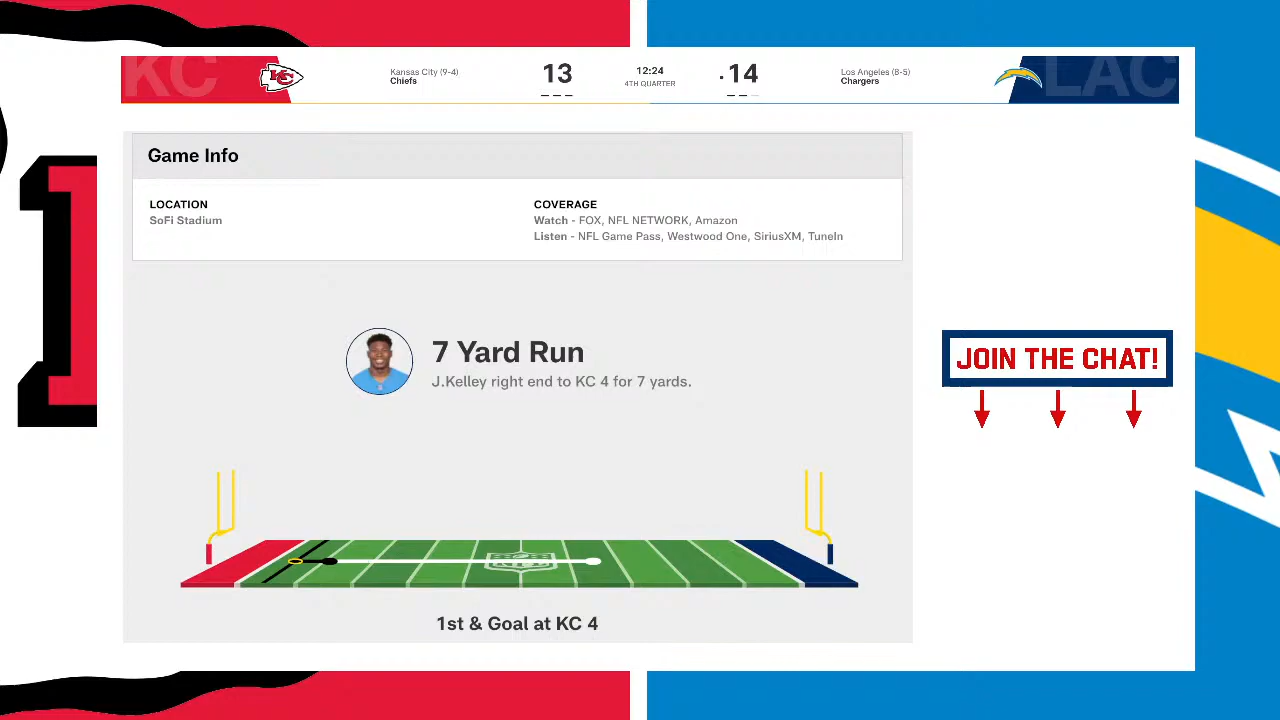 KC
KC
Kansas City (9-4)
Chiefs
13
12:24
4TH QUARTER
14
Los Angeles (8-5)
Chargers
LAC
Game Info
LOCATION
SoFi Stadium
COVERAGE
Watch - FOX, NFL NETWORK, Amazon
Listen - NFL Game Pass, Westwood One, SiriusXM, TuneIn
7 Yard Run
J.Kelley right end to KC 4 for 7 yards.
JOIN THE CHAT!
NFL
1st & Goal at KC 4